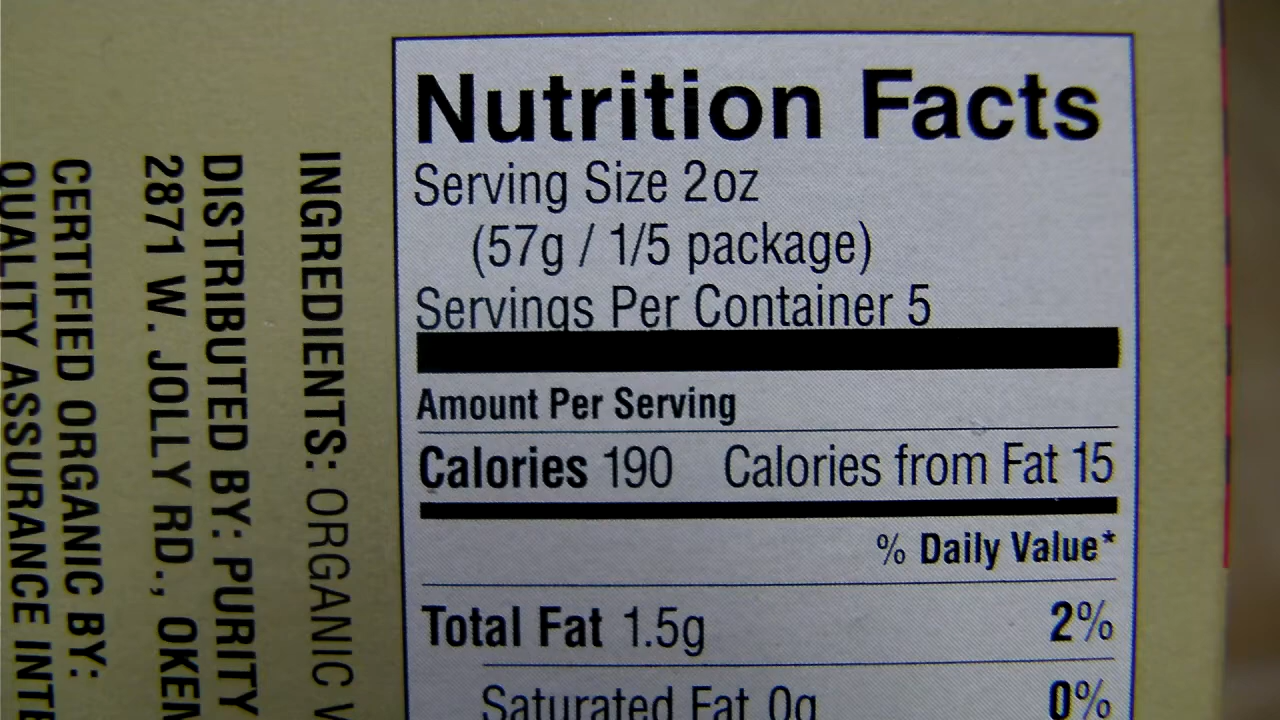 Nutrition Facts
Serving Size 2oz
(57g / 1/5 package)
Servings Per Container 5
Amount Per Serving
Calories 190 Calories from Fat 15
% Daily Value*
Total Fat 1.5g 2%
Saturated Fat 0g 0%
INGREDIENTS: ORGANIC
DISTRIBUTED BY: PURITY
2871 W. JOLLY RD.,
CERTIFIED ORGANIC BY:
QUALITY ASSURANCE